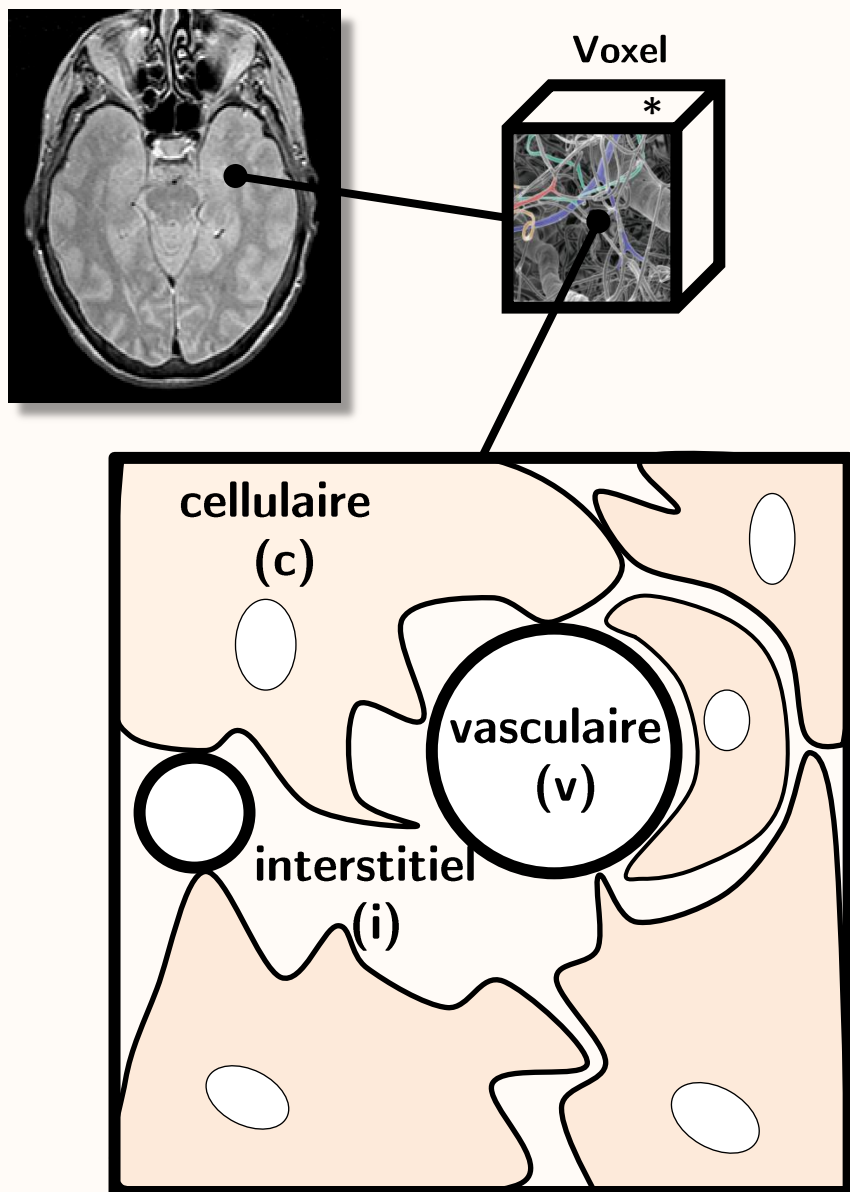 Voxel
*
cellulaire
(c)
vasculaire
(v)
interstitiel
(i)